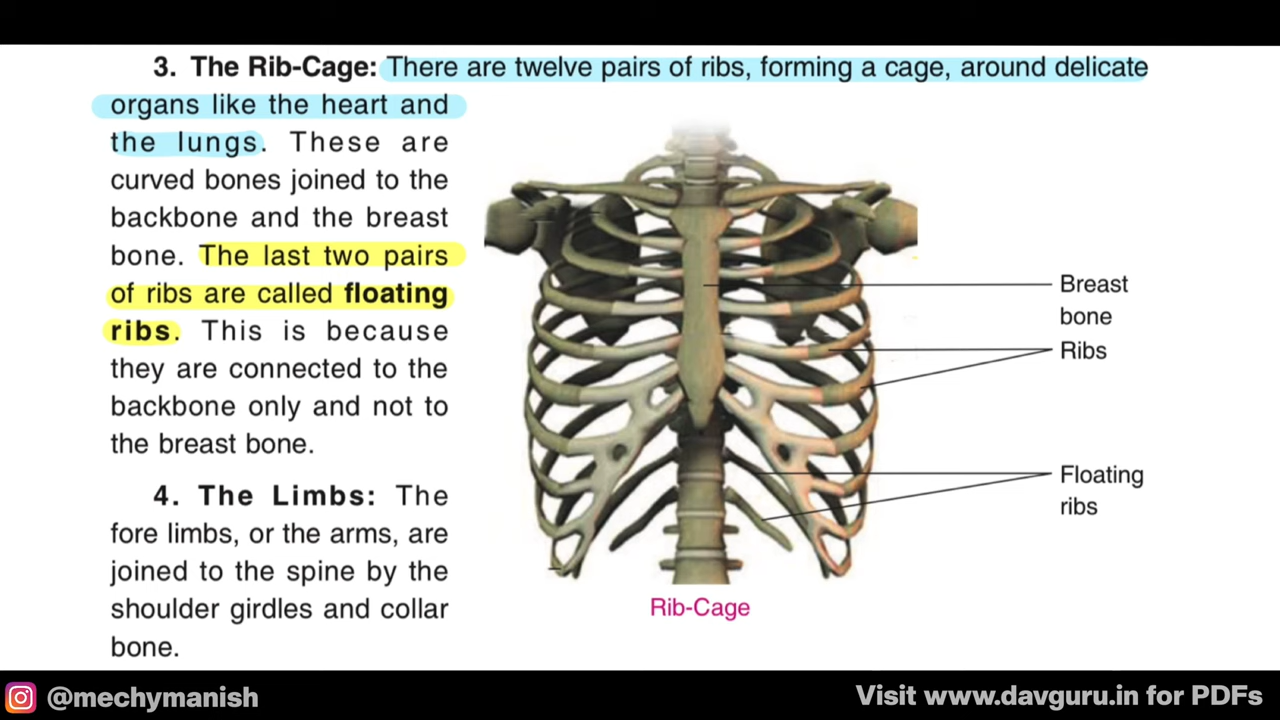 3. The Rib-Cage: There are twelve pairs of ribs, forming a cage, around delicate
organs like the heart and
the lungs. These are
curved bones joined to the
backbone and the breast
bone. The last two pairs
of ribs are called floating
ribs. This is because
they are connected to the
backbone only and not to
the breast bone.
4. The Limbs: The
fore limbs, or the arms, are
joined to the spine by the
shoulder girdles and collar
bone.
Breast
bone
Ribs
Floating
ribs
Rib-Cage
@mechymanish
Visit www.davguru.in for PDFs